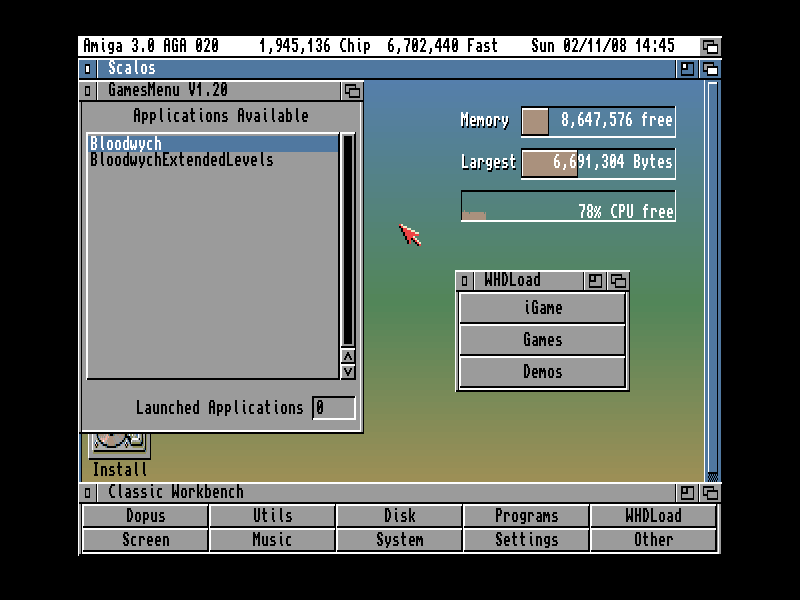 Amiga 3.0 AGA 020 1,945,136 Chip 6,702,440 Fast Sun 02/11/08 14:45
Scalos
GamesMenu V1.20
Applications Available
Bloodwych
BloodwychExtendedLevels
Launched Applications 0
Memory 8,647,576 free
Largest 6,691,304 Bytes
78% CPU free
WHDLoad
iGame
Games
Demos
Install
Classic Workbench
Dopus Utils Disk Programs WHDLoad
Screen Music System Settings Other